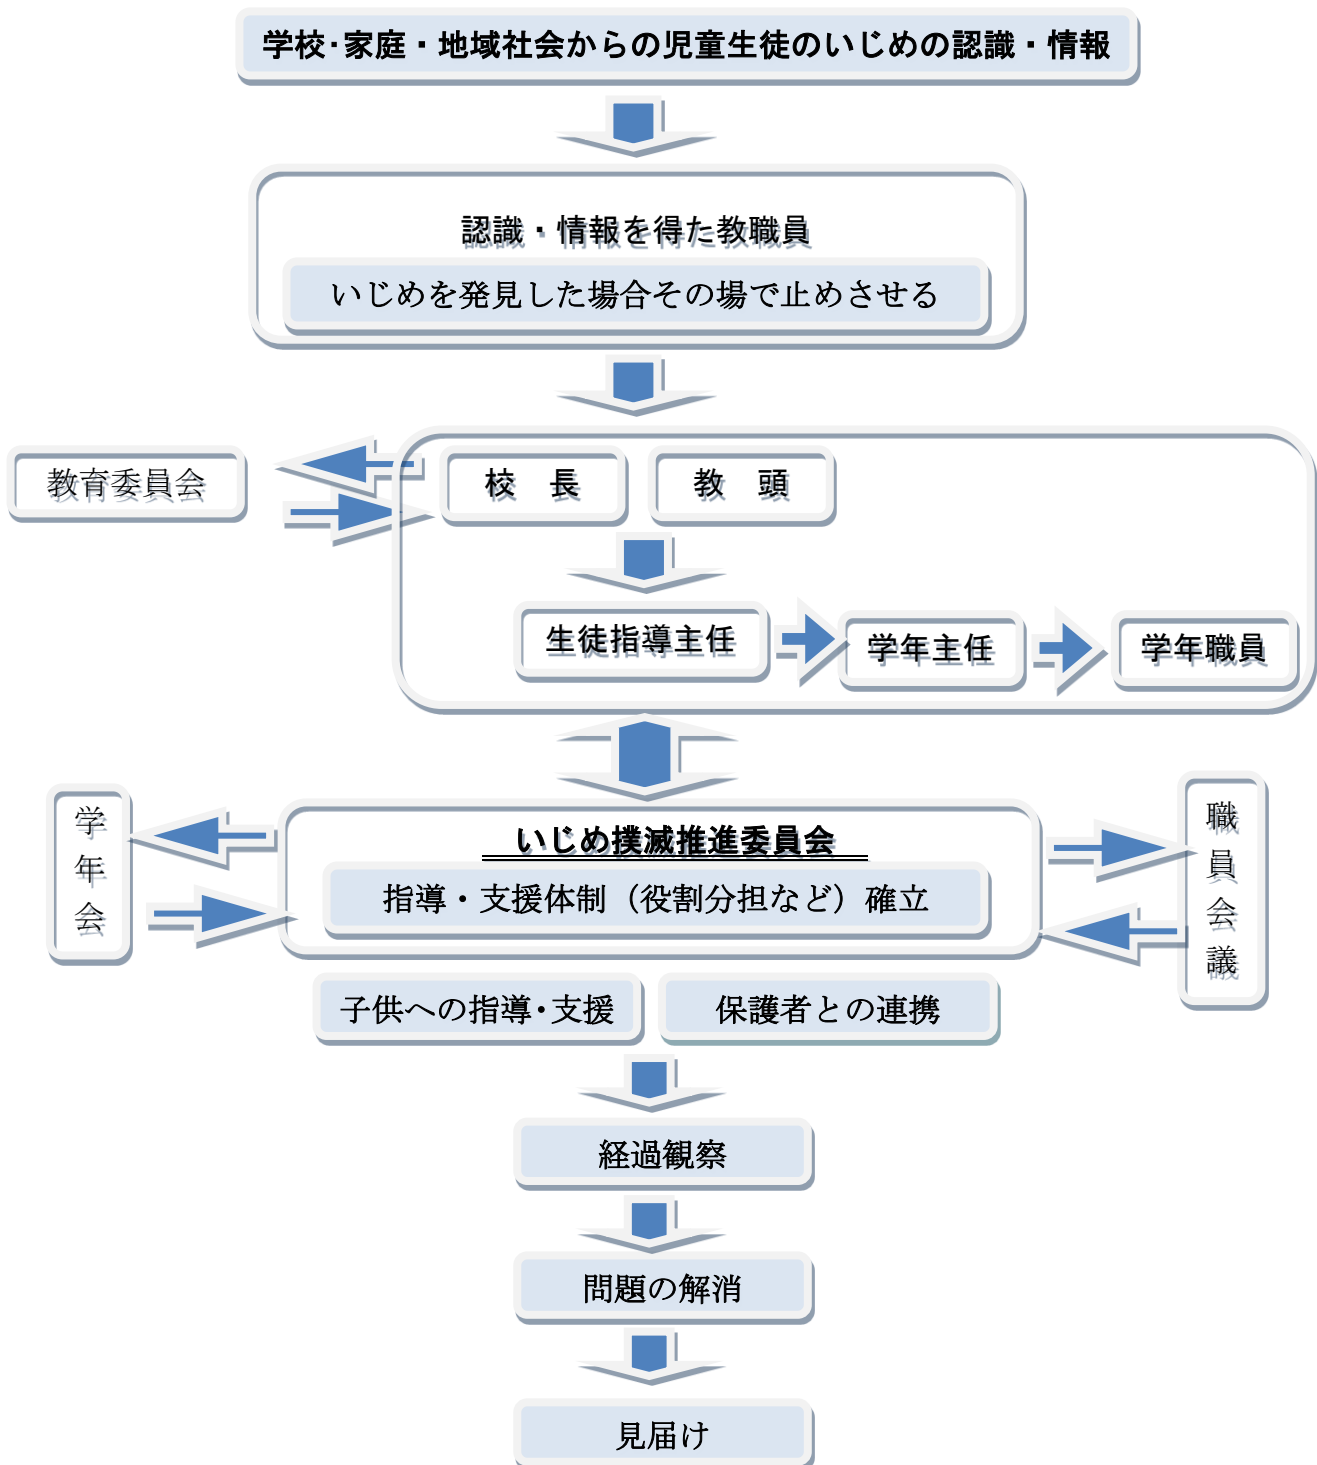 学校・家庭・地域社会からの児童生徒のいじめの認識・情報
認識・情報を得た教職員
いじめを発見した場合その場で止めさせる
教育委員会
校　長
教　頭
生徒指導主任
学年主任
学年職員
学年会
いじめ撲滅推進委員会
指導・支援体制（役割分担など）確立
職員会議
子供への指導・支援
保護者との連携
経過観察
問題の解消
見届け